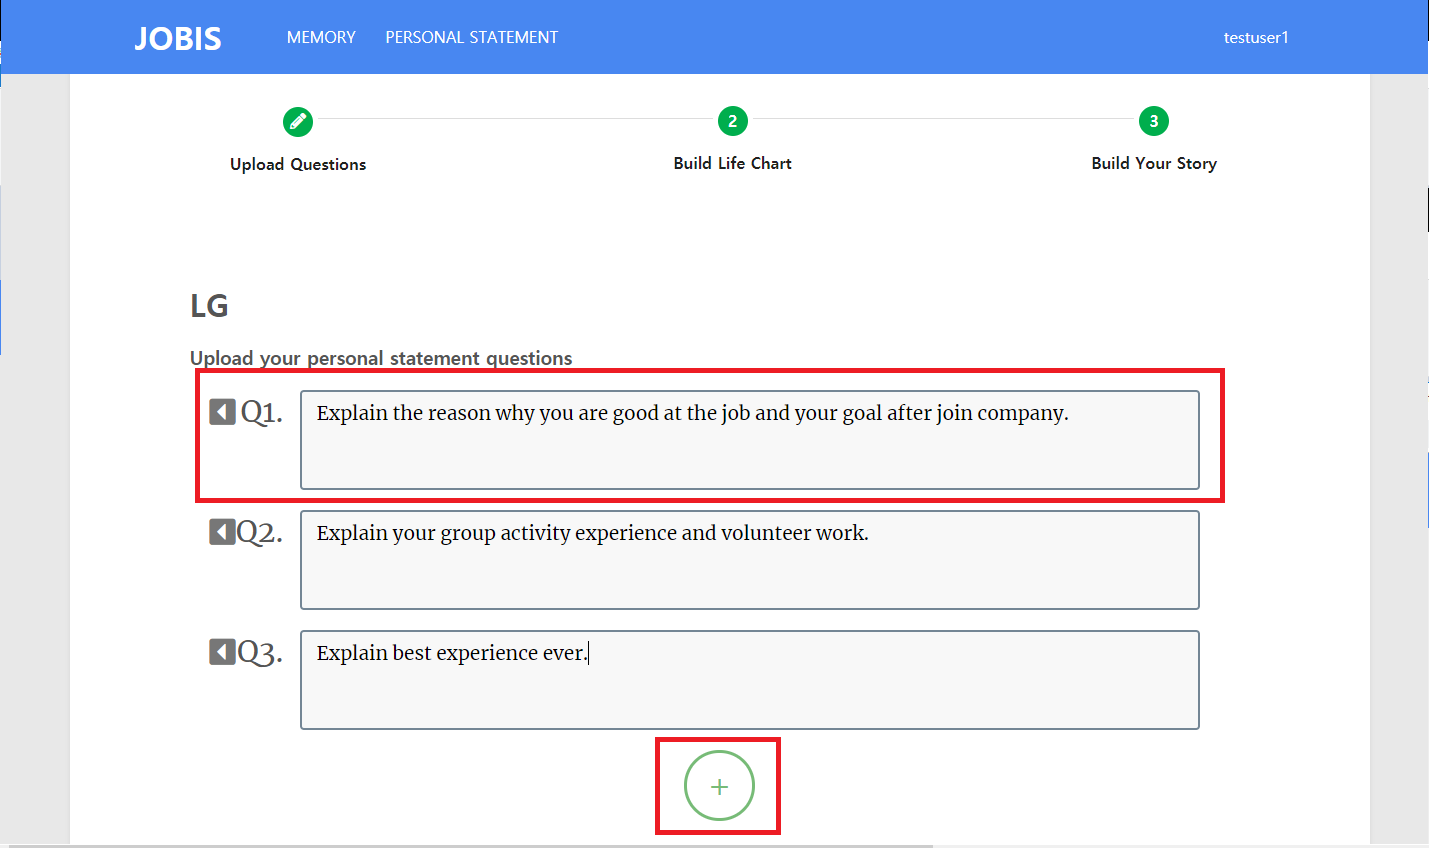 JOBIS MEMORY PERSONAL STATEMENT testuser1
2 3
Upload Questions Build Life Chart Build Your Story
LG
Upload your personal statement questions
Q1. Explain the reason why you are good at the job and your goal after join company.
Q2. Explain your group activity experience and volunteer work.
Q3. Explain best experience ever.
+